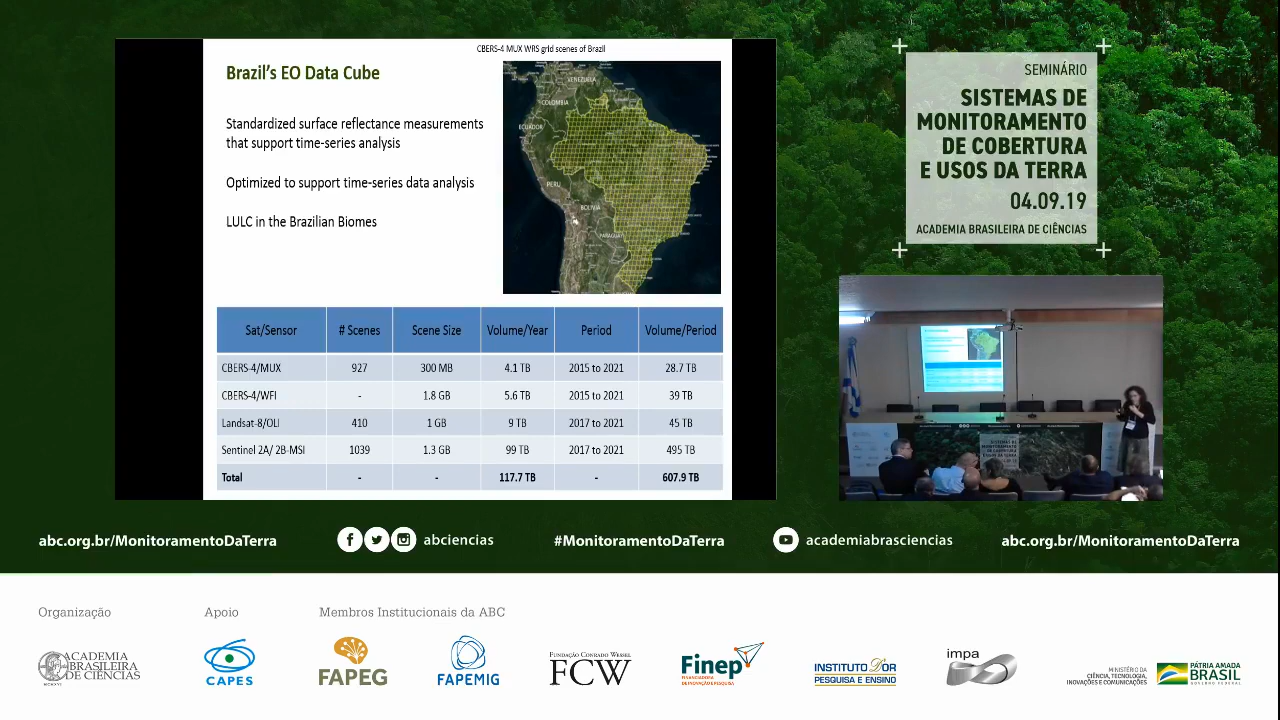 CBERS-4 MUX WRS grid scenes of Brazil
Brazil's EO Data Cube
Standardized surface reflectance measurements
that support time-series analysis
Optimized to support time-series data analysis
LULC in the Brazilian Biomes
VENEZUELA
COLOMBIA
ECUADOR
PERU
BOLIVIA
PARAGUAY
Sat/Sensor # Scenes Scene Size Volume/Year Period Volume/Period
CBERS-4/MUX 927 300 MB 4.1 TB 2015 to 2021 28.7 TB
CBERS-4/WFI - 1.8 GB 5.6 TB 2015 to 2021 39 TB
Landsat-8/OLI 410 1 GB 9 TB 2017 to 2021 45 TB
Sentinel 2A/ 2B-MSI 1039 1.3 GB 99 TB 2017 to 2021 495 TB
Total - - 117.7 TB - 607.9 TB
SEMINÁRIO
SISTEMAS DE
MONITORAMENTO
DE COBERTURA
E USOS DA TERRA
04.09.19
ACADEMIA BRASILEIRA DE CIÊNCIAS
abc.org.br/MonitoramentoDaTerra abciencias #MonitoramentoDaTerra academiabrasciencias abc.org.br/MonitoramentoDaTerra
Organização Apoio Membros Institucionais da ABC
ACADEMIA
BRASILEIRA
DE CIÊNCIAS
CAPES
FAPEG
FAPEMIG
FUNDAÇÃO CONRADO WESSEL
FCW
Finep
FINANCIADORA
DE INOVAÇÃO E PESQUISA
INSTITUTO D'OR
PESQUISA E ENSINO
impa
MINISTÉRIO DA
CIÊNCIA, TECNOLOGIA,
INOVAÇÕES E COMUNICAÇÕES
PÁTRIA AMADA
BRASIL
GOVERNO FEDERAL